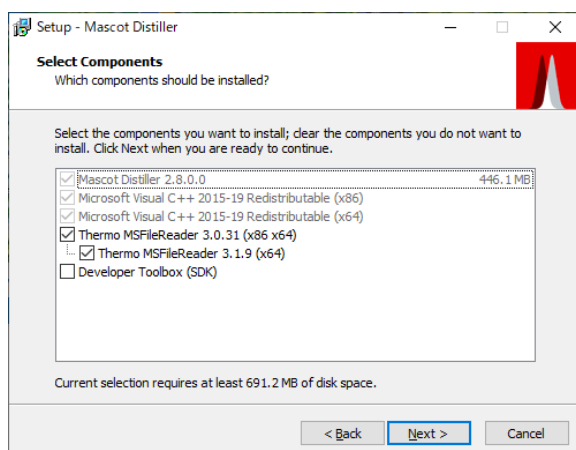 Setup - Mascot Distiller
Select Components
Which components should be installed?
Select the components you want to install; clear the components you do not want to
install. Click Next when you are ready to continue.
Mascot Distiller 2.8.0.0 446.1 MB
Microsoft Visual C++ 2015-19 Redistributable (x86)
Microsoft Visual C++ 2015-19 Redistributable (x64)
Thermo MSFileReader 3.0.31 (x86 x64)
Thermo MSFileReader 3.1.9 (x64)
Developer Toolbox (SDK)
Current selection requires at least 691.2 MB of disk space.
< Back Next > Cancel